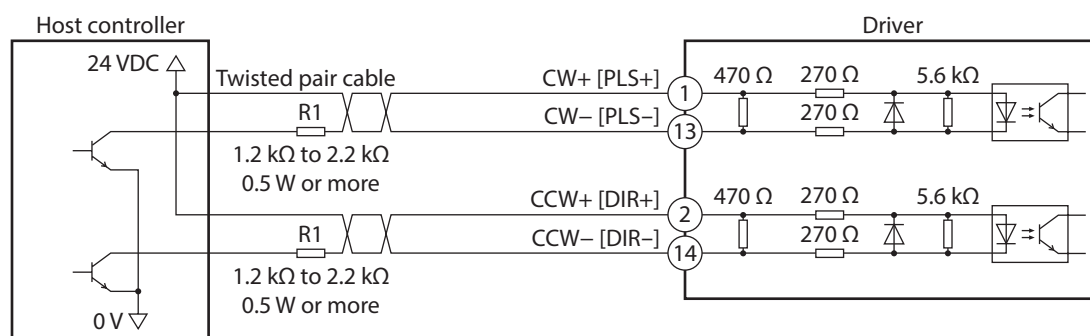 Host controller
Driver
24 VDC
Twisted pair cable
CW+ [PLS+]
1
470 Ω
270 Ω
5.6 kΩ
R1
CW− [PLS−]
13
270 Ω
1.2 kΩ to 2.2 kΩ
0.5 W or more
CCW+ [DIR+]
2
470 Ω
270 Ω
5.6 kΩ
R1
CCW− [DIR−]
14
270 Ω
1.2 kΩ to 2.2 kΩ
0.5 W or more
0 V